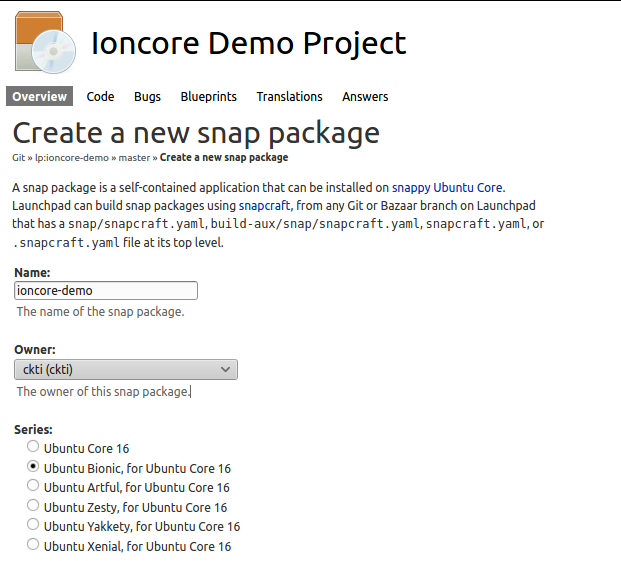 Ioncore Demo Project
Overview Code Bugs Blueprints Translations Answers
Create a new snap package
Git » lp:ioncore-demo » master » Create a new snap package
A snap package is a self-contained application that can be installed on snappy Ubuntu Core.
Launchpad can build snap packages using snapcraft, from any Git or Bazaar branch on Launchpad
that has a snap/snapcraft.yaml, build-aux/snap/snapcraft.yaml, snapcraft.yaml, or
.snapcraft.yaml file at its top level.
Name:
ioncore-demo
The name of the snap package.
Owner:
ckti (ckti)
The owner of this snap package.
Series:
Ubuntu Core 16
Ubuntu Bionic, for Ubuntu Core 16
Ubuntu Artful, for Ubuntu Core 16
Ubuntu Zesty, for Ubuntu Core 16
Ubuntu Yakkety, for Ubuntu Core 16
Ubuntu Xenial, for Ubuntu Core 16